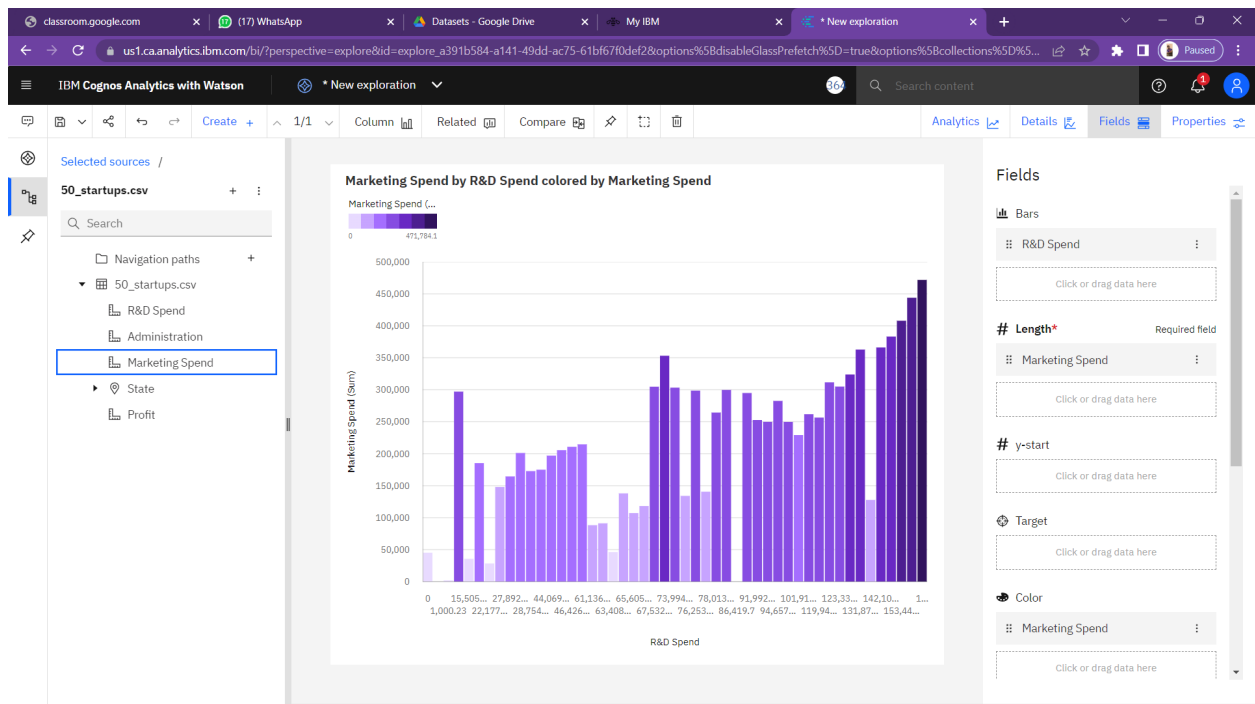 classroom.google.com
(17) WhatsApp
Datasets - Google Drive
My IBM
* New exploration
us1.ca.analytics.ibm.com/bi/?perspective=explore&id=explore_a391b584-a141-49dd-ac75-61bf67f0def2&options%5BdisableGlassPrefetch%5D=true&options%5Bcollections%5D%5...
Paused
IBM Cognos Analytics with Watson
* New exploration
364
Search content
1
Create +
1/1
Column
Related
Compare
Analytics
Details
Fields
Properties
Selected sources /
50_startups.csv
Search
Navigation paths
50_startups.csv
R&D Spend
Administration
Marketing Spend
State
Profit
Marketing Spend by R&D Spend colored by Marketing Spend
Marketing Spend (...
0 471,784.1
500,000
450,000
400,000
350,000
300,000
250,000
200,000
150,000
100,000
50,000
0
Marketing Spend (Sum)
0 15,505... 27,892... 44,069... 61,136... 65,605... 73,994... 78,013... 91,992... 101,91... 123,33... 142,10... 1...
1,000.23 22,177... 28,754... 46,426... 63,408... 67,532... 76,253... 86,419.7 94,657... 119,94... 131,87... 153,44...
R&D Spend
Fields
Bars
R&D Spend
Click or drag data here
# Length* Required field
Marketing Spend
Click or drag data here
# y-start
Click or drag data here
Target
Click or drag data here
Color
Marketing Spend
Click or drag data here